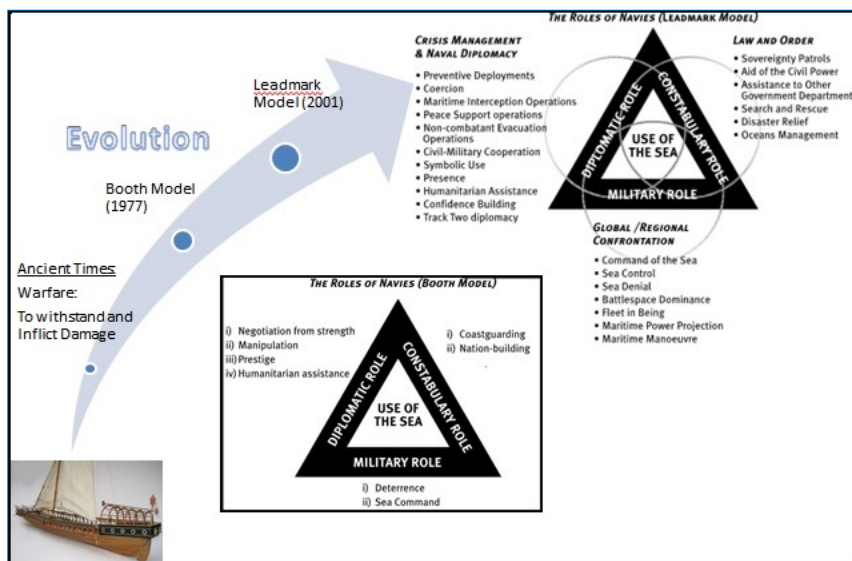 THE ROLES OF NAVIES (LEADMARK MODEL)
CRISIS MANAGEMENT
& NAVAL DIPLOMACY
• Preventive Deployments
• Coercion
• Maritime Interception Operations
• Peace Support operations
• Non-combatant Evacuation
Operations
• Civil-Military Cooperation
• Symbolic Use
• Presence
• Humanitarian Assistance
• Confidence Building
• Track Two diplomacy
LAW AND ORDER
• Sovereignty Patrols
• Aid of the Civil Power
• Assistance to Other
Government Department
• Search and Rescue
• Disaster Relief
• Oceans Management
DIPLOMATIC ROLE
CONSTABULARY ROLE
USE OF
THE SEA
MILITARY ROLE
GLOBAL /REGIONAL
CONFRONTATION
• Command of the Sea
• Sea Control
• Sea Denial
• Battlespace Dominance
• Fleet in Being
• Maritime Power Projection
• Maritime Manoeuvre
Leadmark
Model (2001)
Evolution
Booth Model
(1977)
Ancient Times:
Warfare:
To withstand and
Inflict Damage
THE ROLES OF NAVIES (BOOTH MODEL)
i) Negotiation from strength
ii) Manipulation
iii) Prestige
iv) Humanitarian assistance
i) Coastguarding
ii) Nation-building
DIPLOMATIC ROLE
CONSTABULARY ROLE
USE OF
THE SEA
MILITARY ROLE
i) Deterrence
ii) Sea Command